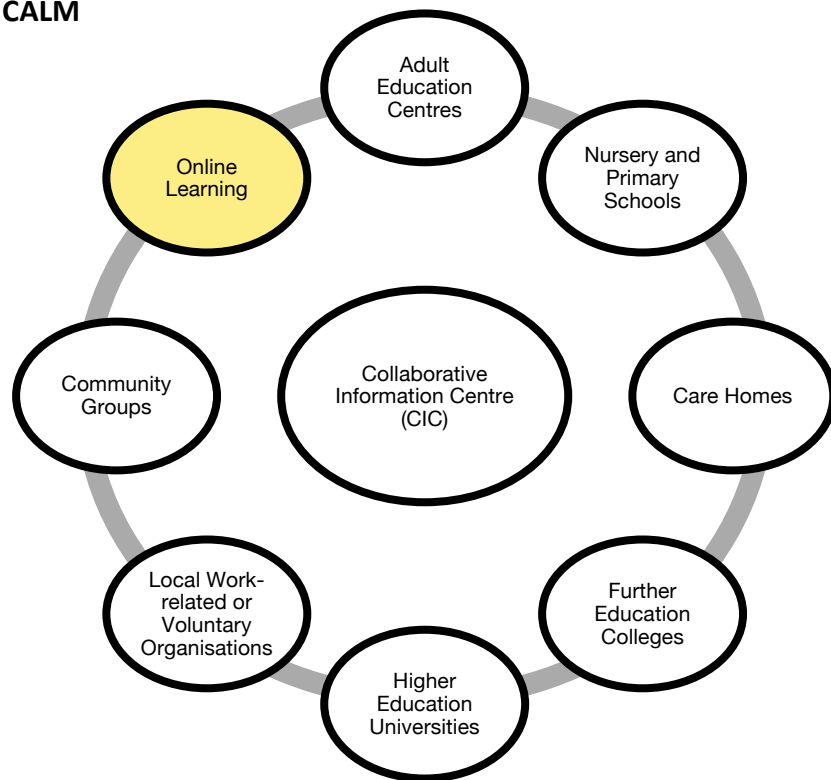 CALM
Adult
Education
Centres
Online
Learning
Nursery and
Primary
Schools
Community
Groups
Collaborative
Information Centre
(CIC)
Care Homes
Local Work-
related or
Voluntary
Organisations
Further
Education
Colleges
Higher
Education
Universities